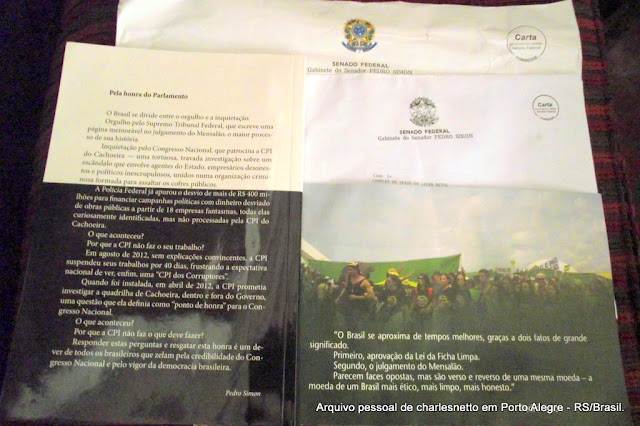 SENADO FEDERAL
Gabinete do Senador PEDRO SIMON
Carta
SENADO FEDERAL
Gabinete do Senador PEDRO SIMON
Carta
Pela honra do Parlamento
O Brasil se divide entre o orgulho e a inquietação.
Orgulho pelo Supremo Tribunal Federal, que escreve uma
página memorável no julgamento do Mensalão, o maior proces-
so de sua história.
Inquietação pelo Congresso Nacional, que patrocina a CPI
do Cachoeira — uma tortuosa, travada investigação sobre um
escândalo que envolve agentes do Estado, empresários desones-
tos e políticos inescrupulosos, unidos numa organização crimi-
nosa formada para assaltar os cofres públicos.
A Polícia Federal já apurou o desvio de mais de R$ 400 mi-
lhões para financiar campanhas políticas com dinheiro desviado
de obras públicas a partir de 18 empresas fantasmas, todas elas
curiosamente identificadas, mas não processadas pela CPI do
Cachoeira.
O que aconteceu?
Por que a CPI não faz o seu trabalho?
Em agosto de 2012, sem explicações convincentes, a CPI
suspendeu seus trabalhos por 40 dias, frustrando a expectativa
nacional de ver, enfim, uma "CPI dos Corruptores".
Quando foi instalada, em abril de 2012, a CPI prometia
investigar a quadrilha de Cachoeira, dentro e fora do Governo,
uma questão que ela definia como "ponto de honra" para o Con-
gresso Nacional.
O que aconteceu?
Por que a CPI não faz o que deve fazer?
Responder estas perguntas e resgatar esta honra é um de-
ver de todos os brasileiros que zelam pela credibilidade do Con-
gresso Nacional e pelo vigor da democracia brasileira.
Pedro Simon
"O Brasil se aproxima de tempos melhores, graças a dois fatos de grande
significado.
Primeiro, aprovação da Lei da Ficha Limpa.
Segundo, o julgamento do Mensalão.
Parecem faces opostas, mas são verso e reverso de uma mesma moeda – a
moeda de um Brasil mais ético, mais limpo, mais honesto."
Arquivo pessoal de charlesnetto em Porto Alegre - RS/Brasil.